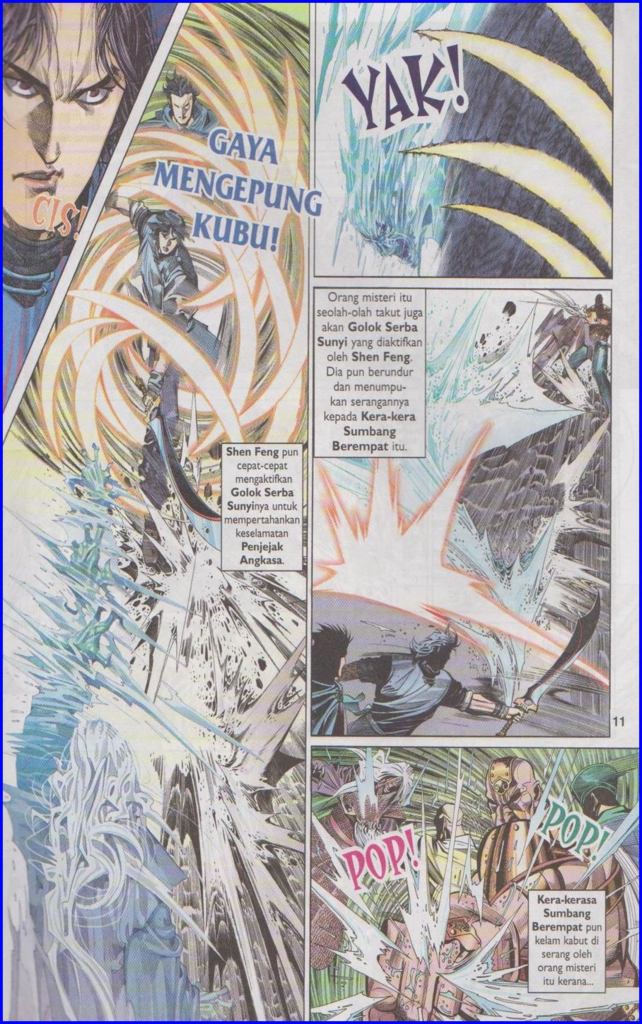 CIS!
GAYA
MENGEPUNG
KUBU!
Shen Feng pun
cepat-cepat
mengaktifkan
Golok Serba
Sunyinya untuk
mempertahankan
keselamatan
Penjejak
Angkasa.
YAK!
Orang misteri itu
seolah-olah takut juga
akan Golok Serba
Sunyi yang diaktifkan
oleh Shen Feng.
Dia pun berundur
dan menumpu-
kan serangannya
kepada Kera-kera
Sumbang
Berempat itu.
11
POP!
POP!
Kera-kerasa
Sumbang
Berempat pun
kelam kabut di
serang oleh
orang misteri
itu kerana...